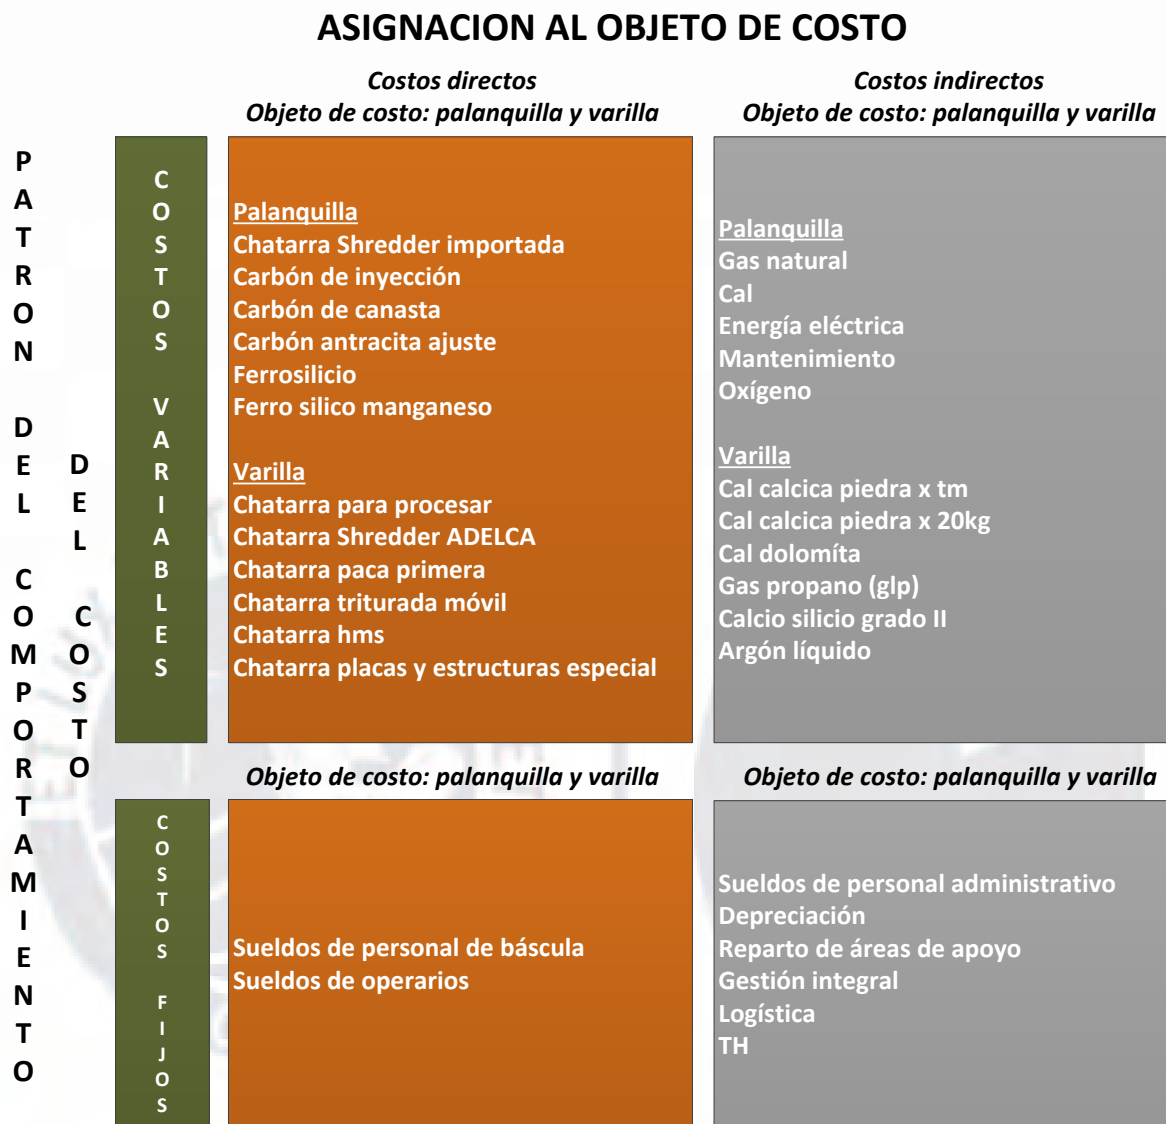 ASIGNACION AL OBJETO DE COSTO
Costos directos
Objeto de costo: palanquilla y varilla
Costos indirectos
Objeto de costo: palanquilla y varilla
PATRON DEL COMPORTAMIENTO
DEL COSTO
COSTOS VARIABLES
Palanquilla
Chatarra Shredder importada
Carbón de inyección
Carbón de canasta
Carbón antracita ajuste
Ferrosilicio
Ferro silico manganeso
Varilla
Chatarra para procesar
Chatarra Shredder ADELCA
Chatarra paca primera
Chatarra triturada móvil
Chatarra hms
Chatarra placas y estructuras especial
Palanquilla
Gas natural
Cal
Energía eléctrica
Mantenimiento
Oxígeno
Varilla
Cal calcica piedra x tm
Cal calcica piedra x 20kg
Cal dolomíta
Gas propano (glp)
Calcio silicio grado II
Argón líquido
Objeto de costo: palanquilla y varilla
Objeto de costo: palanquilla y varilla
COSTOS FIJOS
Sueldos de personal de báscula
Sueldos de operarios
Sueldos de personal administrativo
Depreciación
Reparto de áreas de apoyo
Gestión integral
Logística
TH